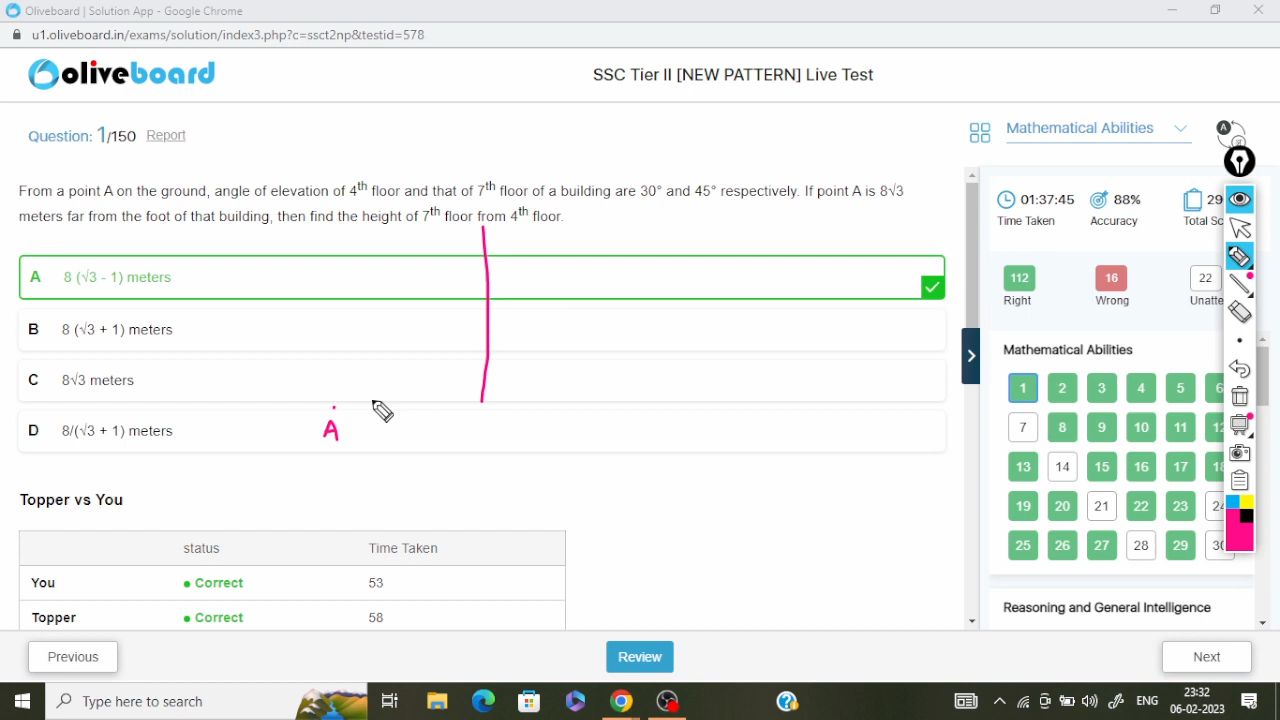 Oliveboard | Solution App - Google Chrome
u1.oliveboard.in/exams/solution/index3.php?c=ssct2np&testid=578
oliveboard
SSC Tier II [NEW PATTERN] Live Test
Question: 1/150 Report
Mathematical Abilities
A
From a point A on the ground, angle of elevation of 4th floor and that of 7th floor of a building are 30° and 45° respectively. If point A is 8√3
meters far from the foot of that building, then find the height of 7th floor from 4th floor.
A 8 (√3 - 1) meters
B 8 (√3 + 1) meters
C 8√3 meters
D 8/(√3 + 1) meters
A
Topper vs You
status Time Taken
You Correct 53
Topper Correct 58
01:37:45 88% 29
Time Taken Accuracy Total Sc
112 16 22
Right Wrong Unatte
Mathematical Abilities
1 2 3 4 5 6
7 8 9 10 11 12
13 14 15 16 17 18
19 20 21 22 23 24
25 26 27 28 29 30
Reasoning and General Intelligence
Previous Review Next
Type here to search
ENG
23:32
06-02-2023